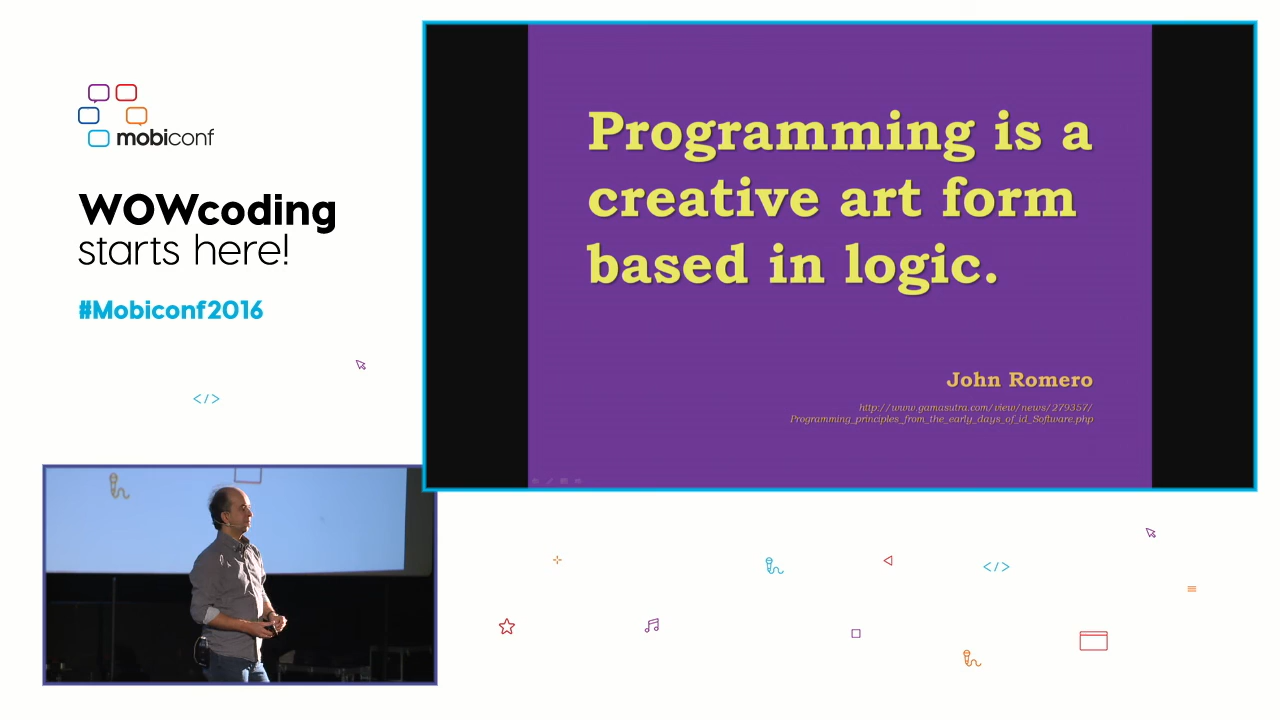 mobiconf
WOWcoding
starts here!
#Mobiconf2016
</>
Programming is a
creative art form
based in logic.
John Romero
http://www.gamasutra.com/view/news/279357/
Programming_principles_from_the_early_days_of_id_Software.php
</>